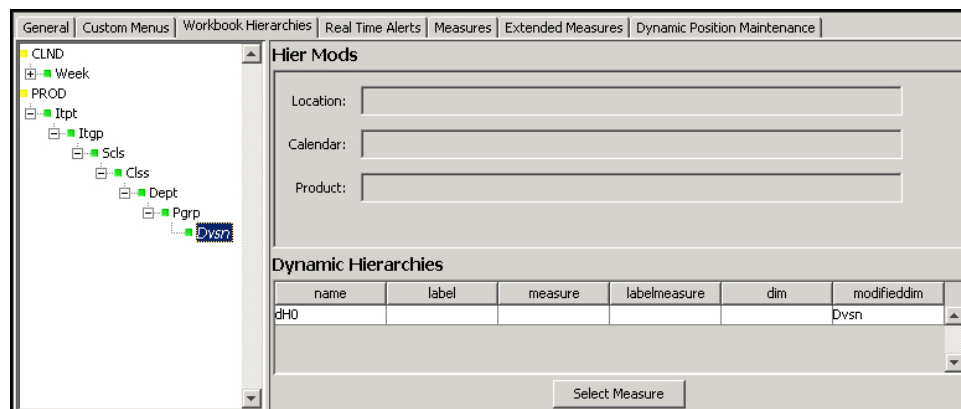 General Custom Menus Workbook Hierarchies Real Time Alerts Measures Extended Measures Dynamic Position Maintenance
CLND
Week
PROD
Itpt
Itgp
Scls
Clss
Dept
Pgrp
Dvsn
Hier Mods
Location:
Calendar:
Product:
Dynamic Hierarchies
name label measure labelmeasure dim modifieddim
dH0 Dvsn
Select Measure